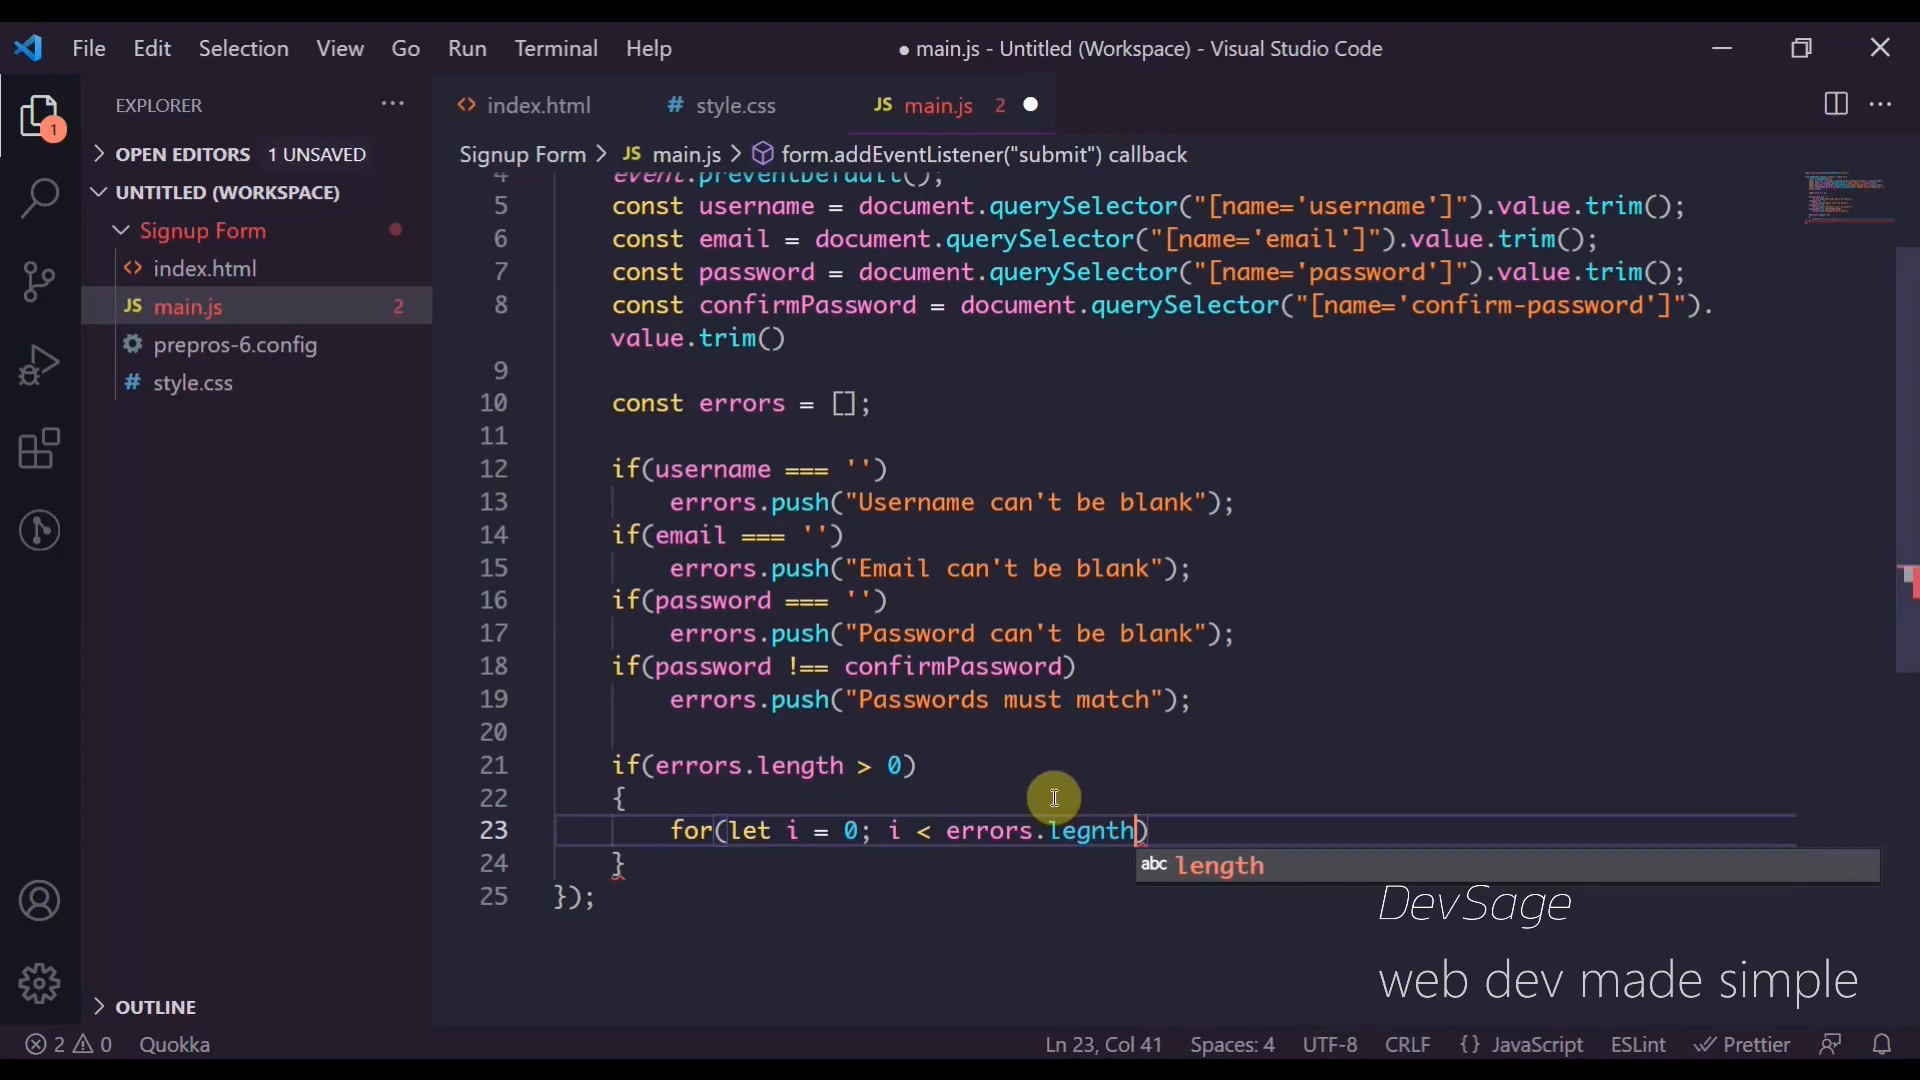 File Edit Selection View Go Run Terminal Help ● main.js - Untitled (Workspace) - Visual Studio Code
EXPLORER ...
index.html # style.css JS main.js 2
1
OPEN EDITORS 1 UNSAVED
Signup Form > JS main.js > form.addEventListener("submit") callback
UNTITLED (WORKSPACE)
Signup Form
index.html
JS main.js 2
prepros-6.config
# style.css
4 event.preventDefault();
5 const username = document.querySelector("[name='username']").value.trim();
6 const email = document.querySelector("[name='email']").value.trim();
7 const password = document.querySelector("[name='password']").value.trim();
8 const confirmPassword = document.querySelector("[name='confirm-password']").
value.trim()
9
10 const errors = [];
11
12 if(username === '')
13 errors.push("Username can't be blank");
14 if(email === '')
15 errors.push("Email can't be blank");
16 if(password === '')
17 errors.push("Password can't be blank");
18 if(password !== confirmPassword)
19 errors.push("Passwords must match");
20
21 if(errors.length > 0)
22 {
23 for(let i = 0; i < errors.legnth)
24 }
abc length
25 });
DevSage
web dev made simple
OUTLINE
2 0 Quokka Ln 23, Col 41 Spaces: 4 UTF-8 CRLF {} JavaScript ESLint Prettier